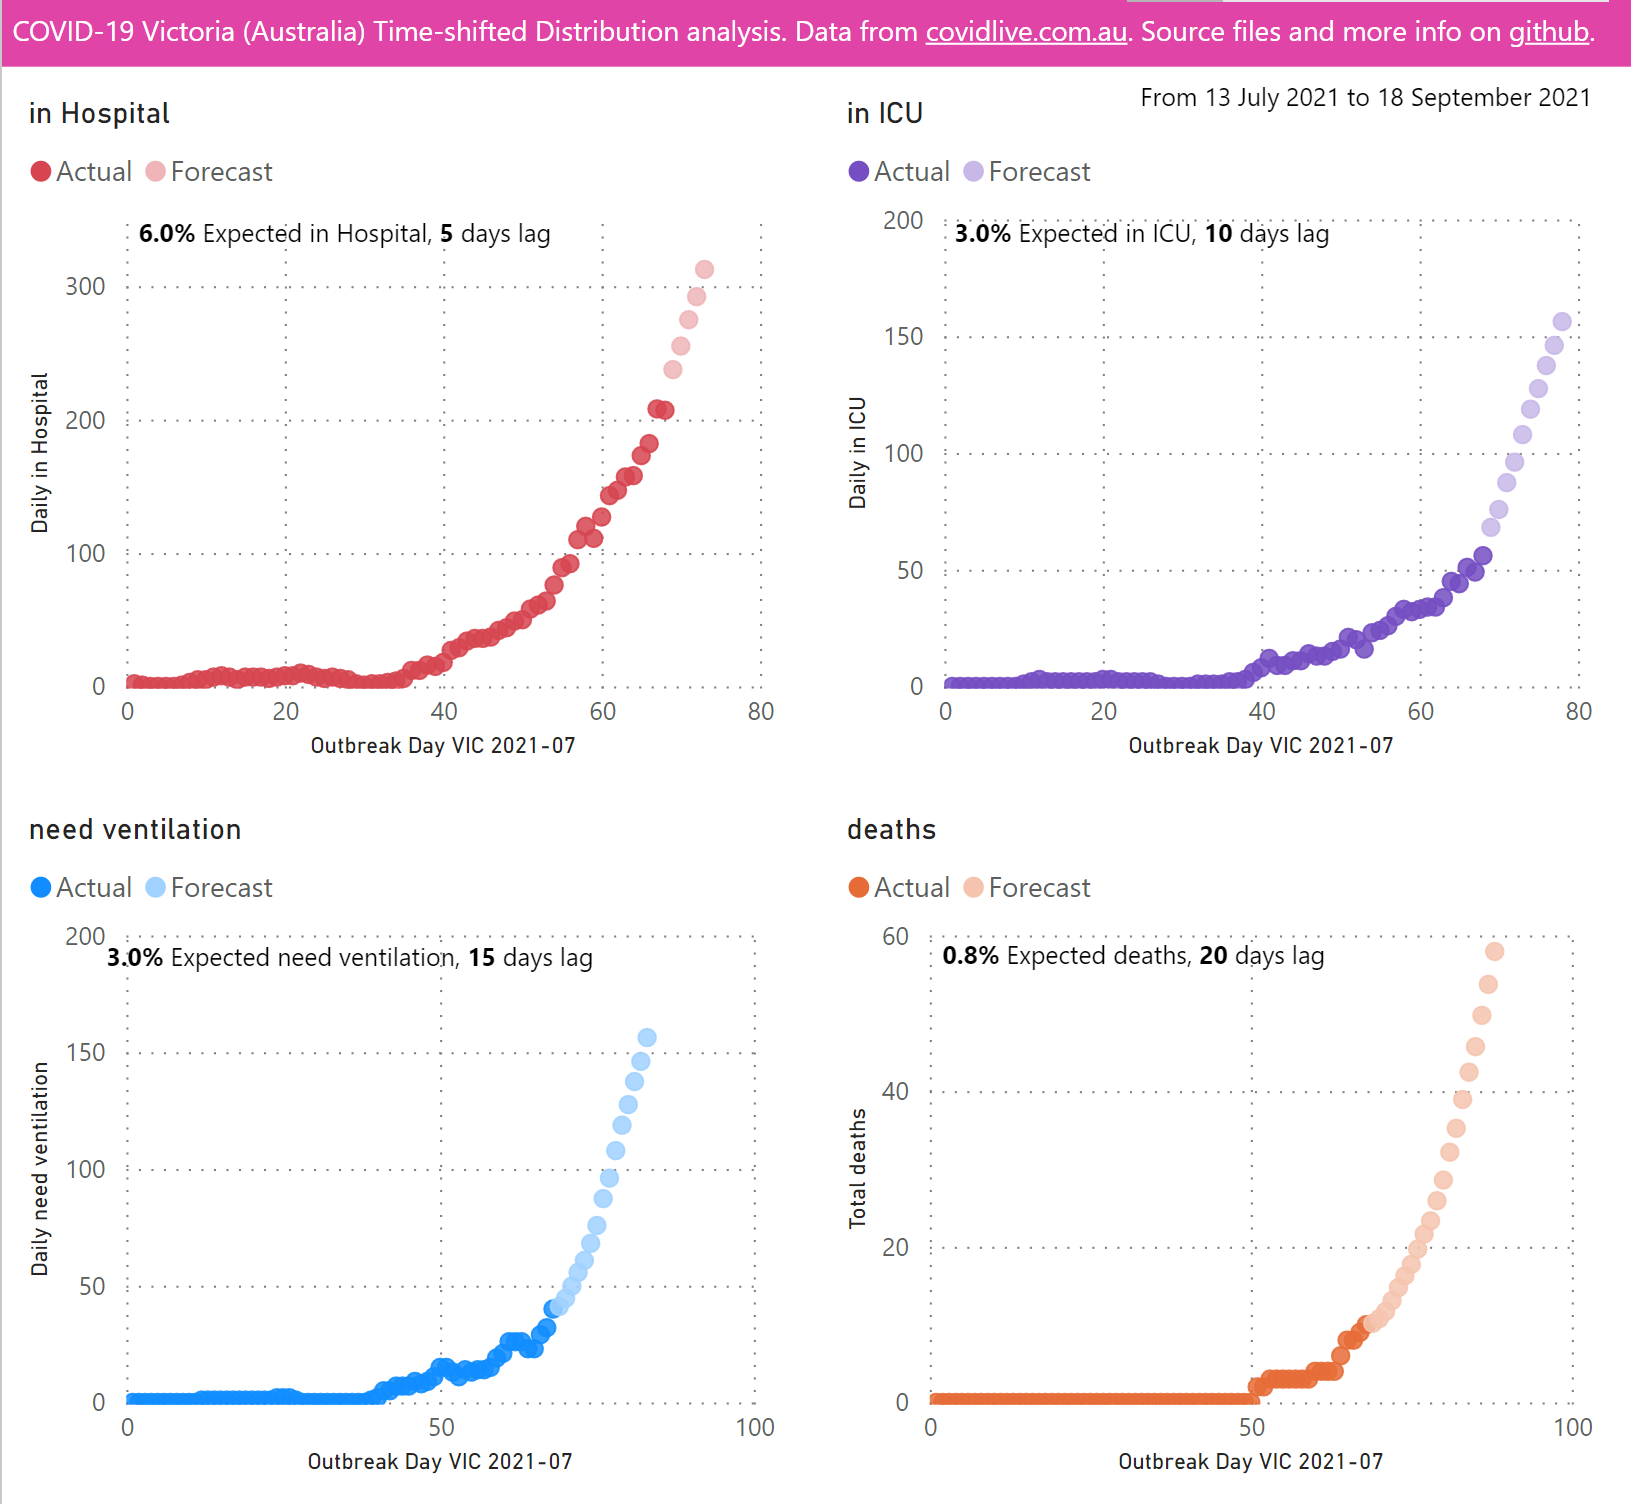 COVID-19 Victoria (Australia) Time-shifted Distribution analysis. Data from covidlive.com.au. Source files and more info on github.
From 13 July 2021 to 18 September 2021
in Hospital
Actual Forecast
6.0% Expected in Hospital, 5 days lag
300
200
100
0
Daily in Hospital
0 20 40 60 80
Outbreak Day VIC 2021-07
in ICU
Actual Forecast
3.0% Expected in ICU, 10 days lag
200
150
100
50
0
Daily in ICU
0 20 40 60 80
Outbreak Day VIC 2021-07
need ventilation
Actual Forecast
3.0% Expected need ventilation, 15 days lag
200
150
100
50
0
Daily need ventilation
0 50 100
Outbreak Day VIC 2021-07
deaths
Actual Forecast
0.8% Expected deaths, 20 days lag
60
40
20
0
Total deaths
0 50 100
Outbreak Day VIC 2021-07